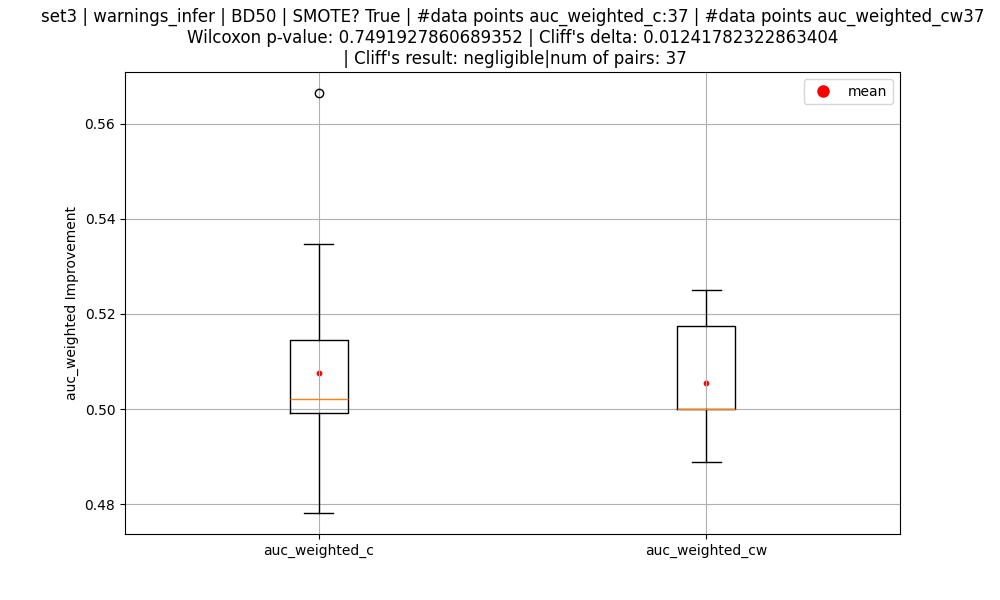 set3 | warnings_infer | BD50 | SMOTE? True | #data points auc_weighted_c:37 | #data points auc_weighted_cw37
Wilcoxon p-value: 0.7491927860689352 | Cliff's delta: 0.01241782322863404
| Cliff's result: negligible|num of pairs: 37
mean
0.56
0.54
0.52
0.50
0.48
auc_weighted Improvement
auc_weighted_c
auc_weighted_cw